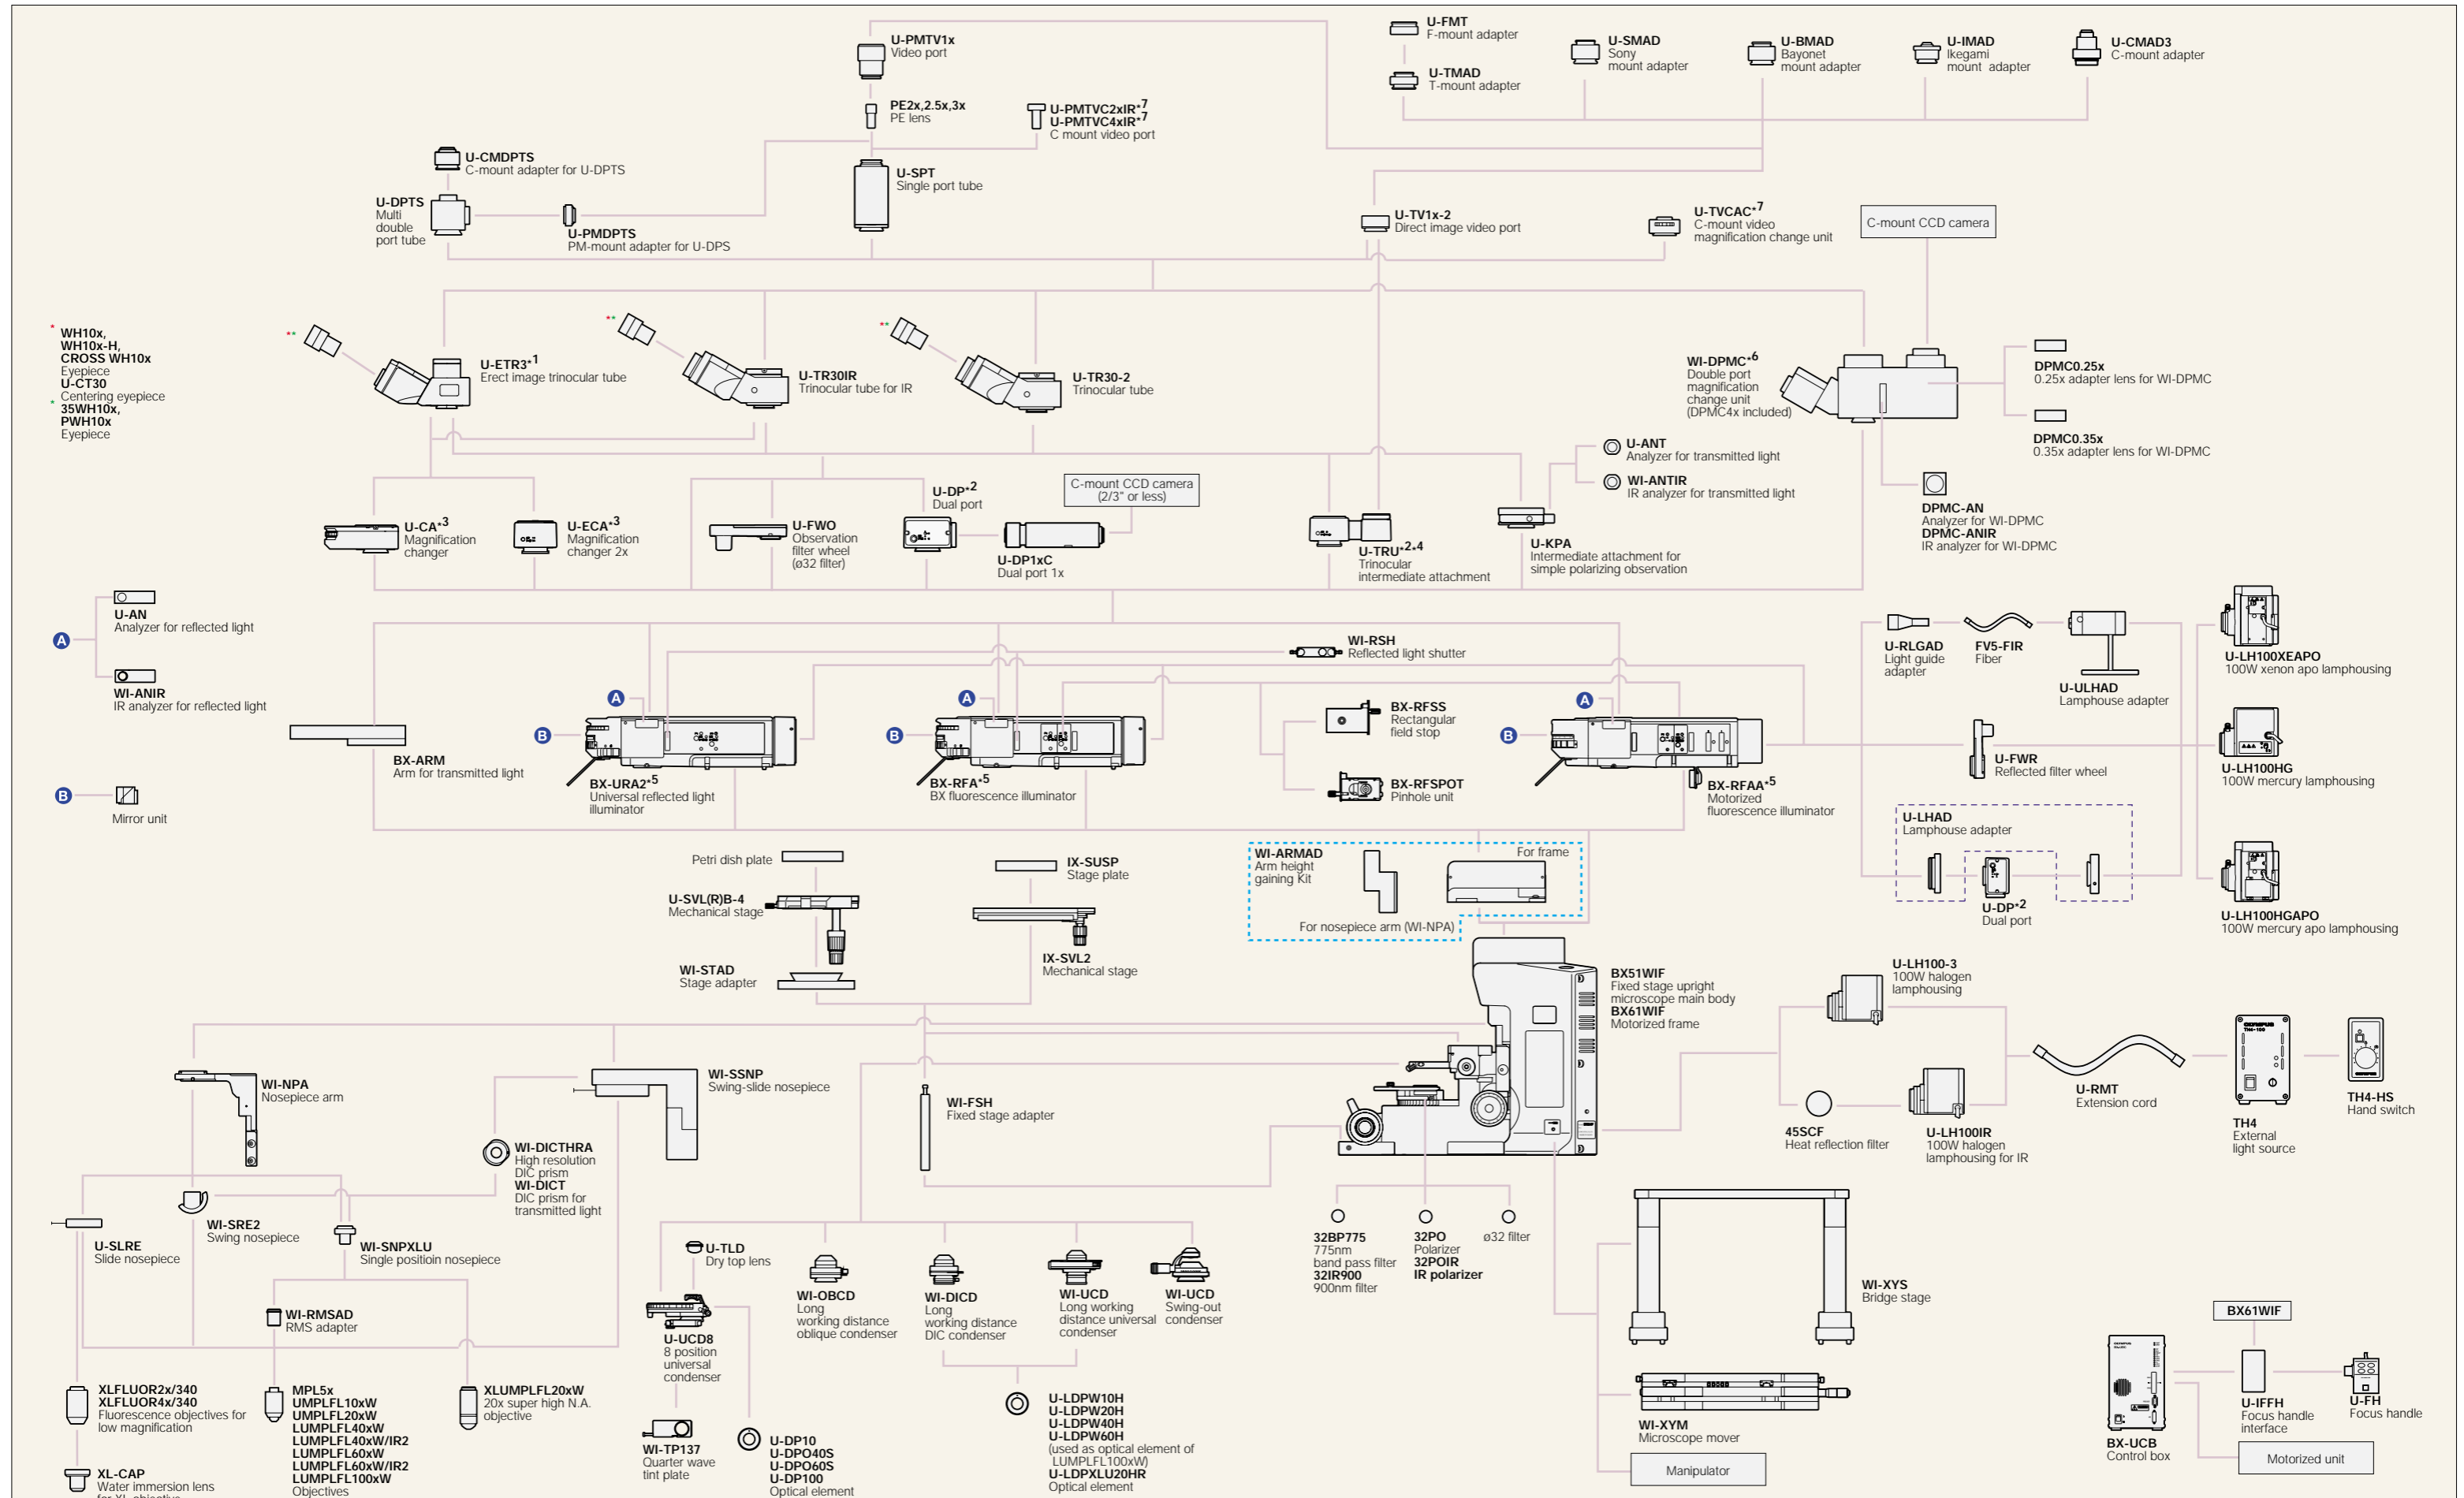 U-PMTV1x
Video port
PE2x,2.5x,3x
PE lens
U-PMTVC2xIR*7
U-PMTVC4xIR*7
C mount video port
U-CMDPTS
C-mount adapter for U-DPTS
U-DPTS
Multi
double
port tube
U-PMDPTS
PM-mount adapter for U-DPS
U-SPT
Single port tube
U-FMT
F-mount adapter
U-TMAD
T-mount adapter
U-SMAD
Sony
mount adapter
U-BMAD
Bayonet
mount adapter
U-IMAD
Ikegami
mount adapter
U-CMAD3
C-mount adapter
U-TV1x-2
Direct image video port
U-TVCAC*7
C-mount video
magnification change unit
C-mount CCD camera
* WH10x,
WH10x-H,
CROSS WH10x
Eyepiece
U-CT30
Centering eyepiece
* 35WH10x,
PWH10x
Eyepiece
**
U-ETR3*1
Erect image trinocular tube
**
U-TR30IR
Trinocular tube for IR
**
U-TR30-2
Trinocular tube
WI-DPMC*6
Double port
magnification
change unit
(DPMC4x included)
DPMC0.25x
0.25x adapter lens for WI-DPMC
DPMC0.35x
0.35x adapter lens for WI-DPMC
U-ANT
Analyzer for transmitted light
WI-ANTIR
IR analyzer for transmitted light
DPMC-AN
Analyzer for WI-DPMC
DPMC-ANIR
IR analyzer for WI-DPMC
U-CA*3
Magnification
changer
U-ECA*3
Magnification
changer 2x
U-FWO
Observation
filter wheel
(ø32 filter)
U-DP*2
Dual port
C-mount CCD camera
(2/3" or less)
U-DP1xC
Dual port 1x
U-TRU*2*4
Trinocular
intermediate attachment
U-KPA
Intermediate attachment for
simple polarizing observation
A
U-AN
Analyzer for reflected light
WI-ANIR
IR analyzer for reflected light
B
Mirror unit
BX-ARM
Arm for transmitted light
A
B
BX-URA2*5
Universal reflected light
illuminator
A
B
BX-RFA*5
BX fluorescence illuminator
WI-RSH
Reflected light shutter
BX-RFSS
Rectangular
field stop
BX-RFSPOT
Pinhole unit
A
B
BX-RFAA*5
Motorized
fluorescence illuminator
U-RLGAD
Light guide
adapter
FV5-FIR
Fiber
U-ULHAD
Lamphouse adapter
U-LH100XEAPO
100W xenon apo lamphousing
U-FWR
Reflected filter wheel
U-LH100HG
100W mercury lamphousing
U-LHAD
Lamphouse adapter
U-DP*2
Dual port
U-LH100HGAPO
100W mercury apo lamphousing
Petri dish plate
U-SVL(R)B-4
Mechanical stage
WI-STAD
Stage adapter
IX-SUSP
Stage plate
IX-SVL2
Mechanical stage
WI-ARMAD
Arm height
gaining Kit
For frame
For nosepiece arm (WI-NPA)
BX51WIF
Fixed stage upright
microscope main body
BX61WIF
Motorized frame
U-LH100-3
100W halogen
lamphousing
45SCF
Heat reflection filter
U-LH100IR
100W halogen
lamphousing for IR
U-RMT
Extension cord
OLYMPUS
TH4
External
light source
TH4-HS
Hand switch
WI-NPA
Nosepiece arm
WI-SSNP
Swing-slide nosepiece
WI-DICTHRA
High resolution
DIC prism
WI-DICT
DIC prism for
transmitted light
WI-FSH
Fixed stage adapter
U-SLRE
Slide nosepiece
WI-SRE2
Swing nosepiece
WI-SNPXLU
Single positioin nosepiece
WI-RMSAD
RMS adapter
XLFLUOR2x/340
XLFLUOR4x/340
Fluorescence objectives for
low magnification
XL-CAP
Water immersion lens
for XL objective
MPL5x
UMPLFL10xW
UMPLFL20xW
LUMPLFL40xW
LUMPLFL40xW/IR2
LUMPLFL60xW
LUMPLFL60xW/IR2
LUMPLFL100xW
Objectives
XLUMPLFL20xW
20x super high N.A.
objective
U-TLD
Dry top lens
U-UCD8
8 position
universal
condenser
WI-TP137
Quarter wave
tint plate
U-DP10
U-DPO40S
U-DPO60S
U-DP100
Optical element
WI-OBCD
Long
working distance
oblique condenser
WI-DICD
Long
working distance
DIC condenser
WI-UCD
Long working
distance universal
condenser
WI-UCD
Swing-out
condenser
U-LDPW10H
U-LDPW20H
U-LDPW40H
U-LDPW60H
(used as optical element of
LUMPLFL100xW)
U-LDPXLU20HR
Optical element
32BP775
775nm
band pass filter
32IR900
900nm filter
32PO
Polarizer
32POIR
IR polarizer
ø32 filter
WI-XYS
Bridge stage
WI-XYM
Microscope mover
Manipulator
BX61WIF
BX-UCB
Control box
U-IFFH
Focus handle
interface
U-FH
Focus handle
Motorized unit